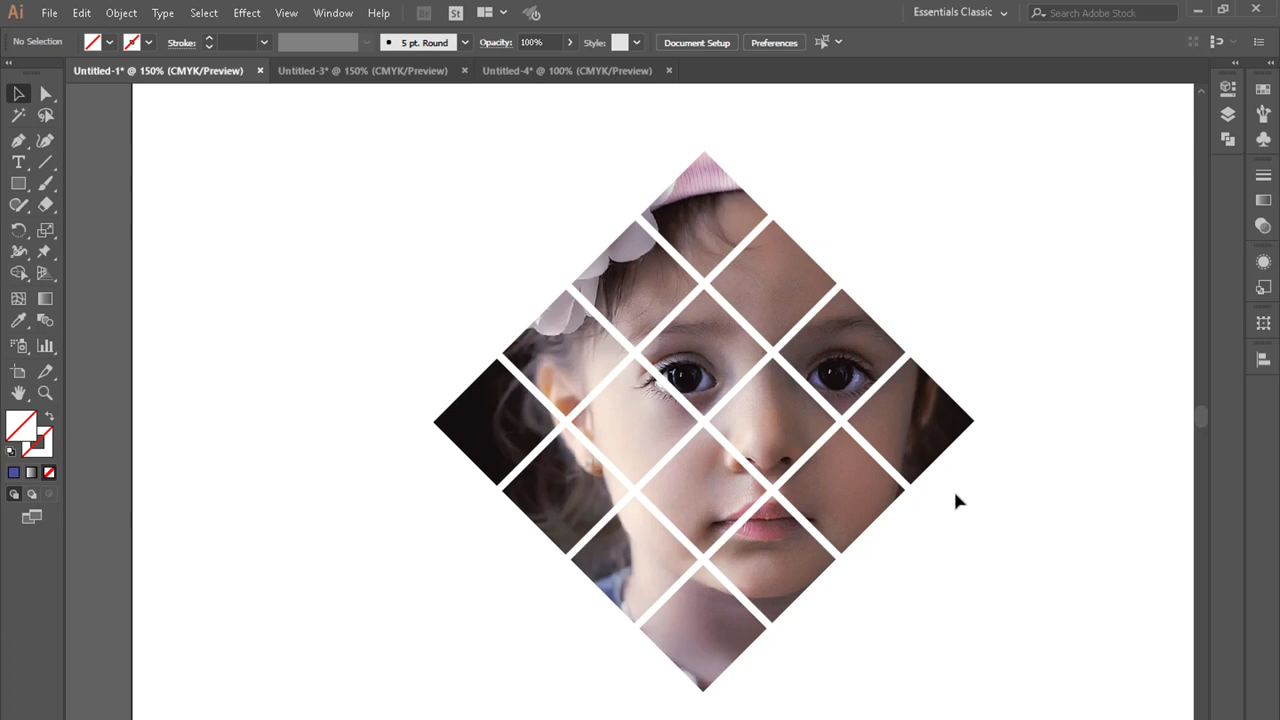 Ai File Edit Object Type Select Effect View Window Help Br St Essentials Classic Search Adobe Stock
No Selection Stroke: 5 pt. Round Opacity: 100% Style: Document Setup Preferences
Untitled-1* @ 150% (CMYK/Preview) Untitled-3* @ 150% (CMYK/Preview) Untitled-4* @ 100% (CMYK/Preview)